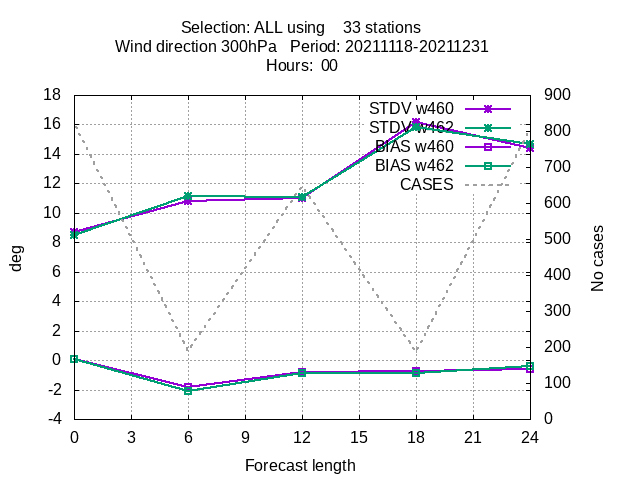 Selection: ALL using    33 stations
Wind direction 300hPa   Period: 20211118-20211231
Hours:  00
18 900
STDV w460
16 800
STDV w462
14 700
BIAS w460
BIAS w462
12 CASES
10 600
8 500
6 400
4 300
2 200
0 100
-2 0
-4
deg
No cases
0 3 6 9 12 15 18 21 24
Forecast length